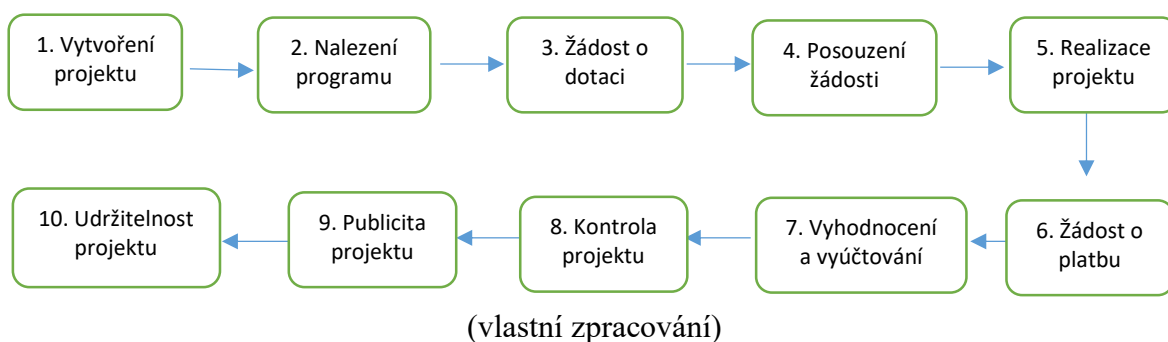 1. Vytvoření
projektu
2. Nalezení
programu
3. Žádost o
dotaci
4. Posouzení
žádosti
5. Realizace
projektu
6. Žádost o
platbu
7. Vyhodnocení
a vyúčtování
8. Kontrola
projektu
9. Publicita
projektu
10. Udržitelnost
projektu
(vlastní zpracování)